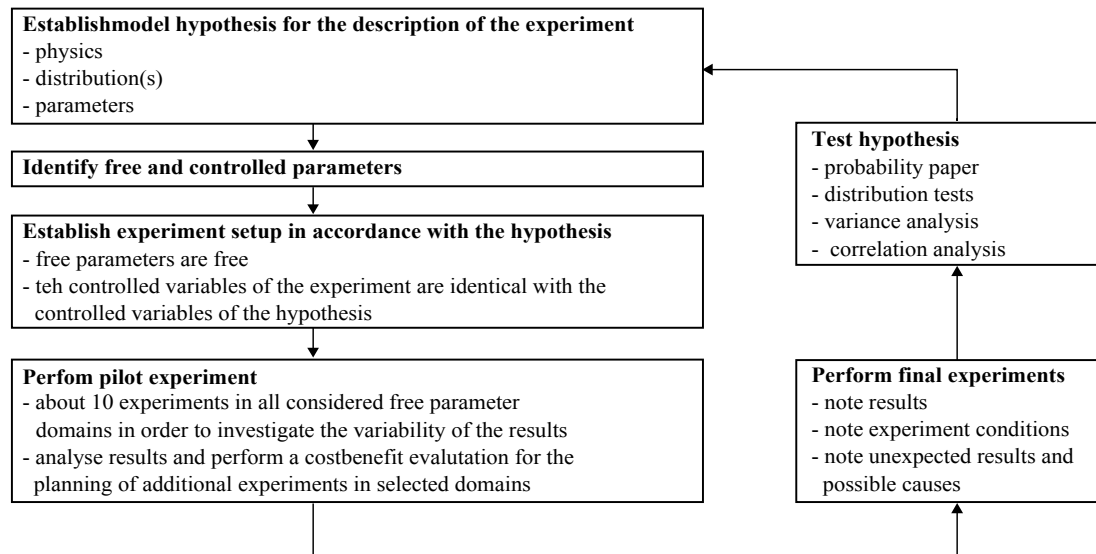 Establishmodel hypothesis for the description of the experiment
- physics
- distribution(s)
- parameters
Identify free and controlled parameters
Establish experiment setup in accordance with the hypothesis
- free parameters are free
- teh controlled variables of the experiment are identical with the
controlled variables of the hypothesis
Perfom pilot experiment
- about 10 experiments in all considered free parameter
domains in order to investigate the variability of the results
- analyse results and perform a costbenefit evalutation for the
planning of additional experiments in selected domains
Test hypothesis
- probability paper
- distribution tests
- variance analysis
- correlation analysis
Perform final experiments
- note results
- note experiment conditions
- note unexpected results and
possible causes